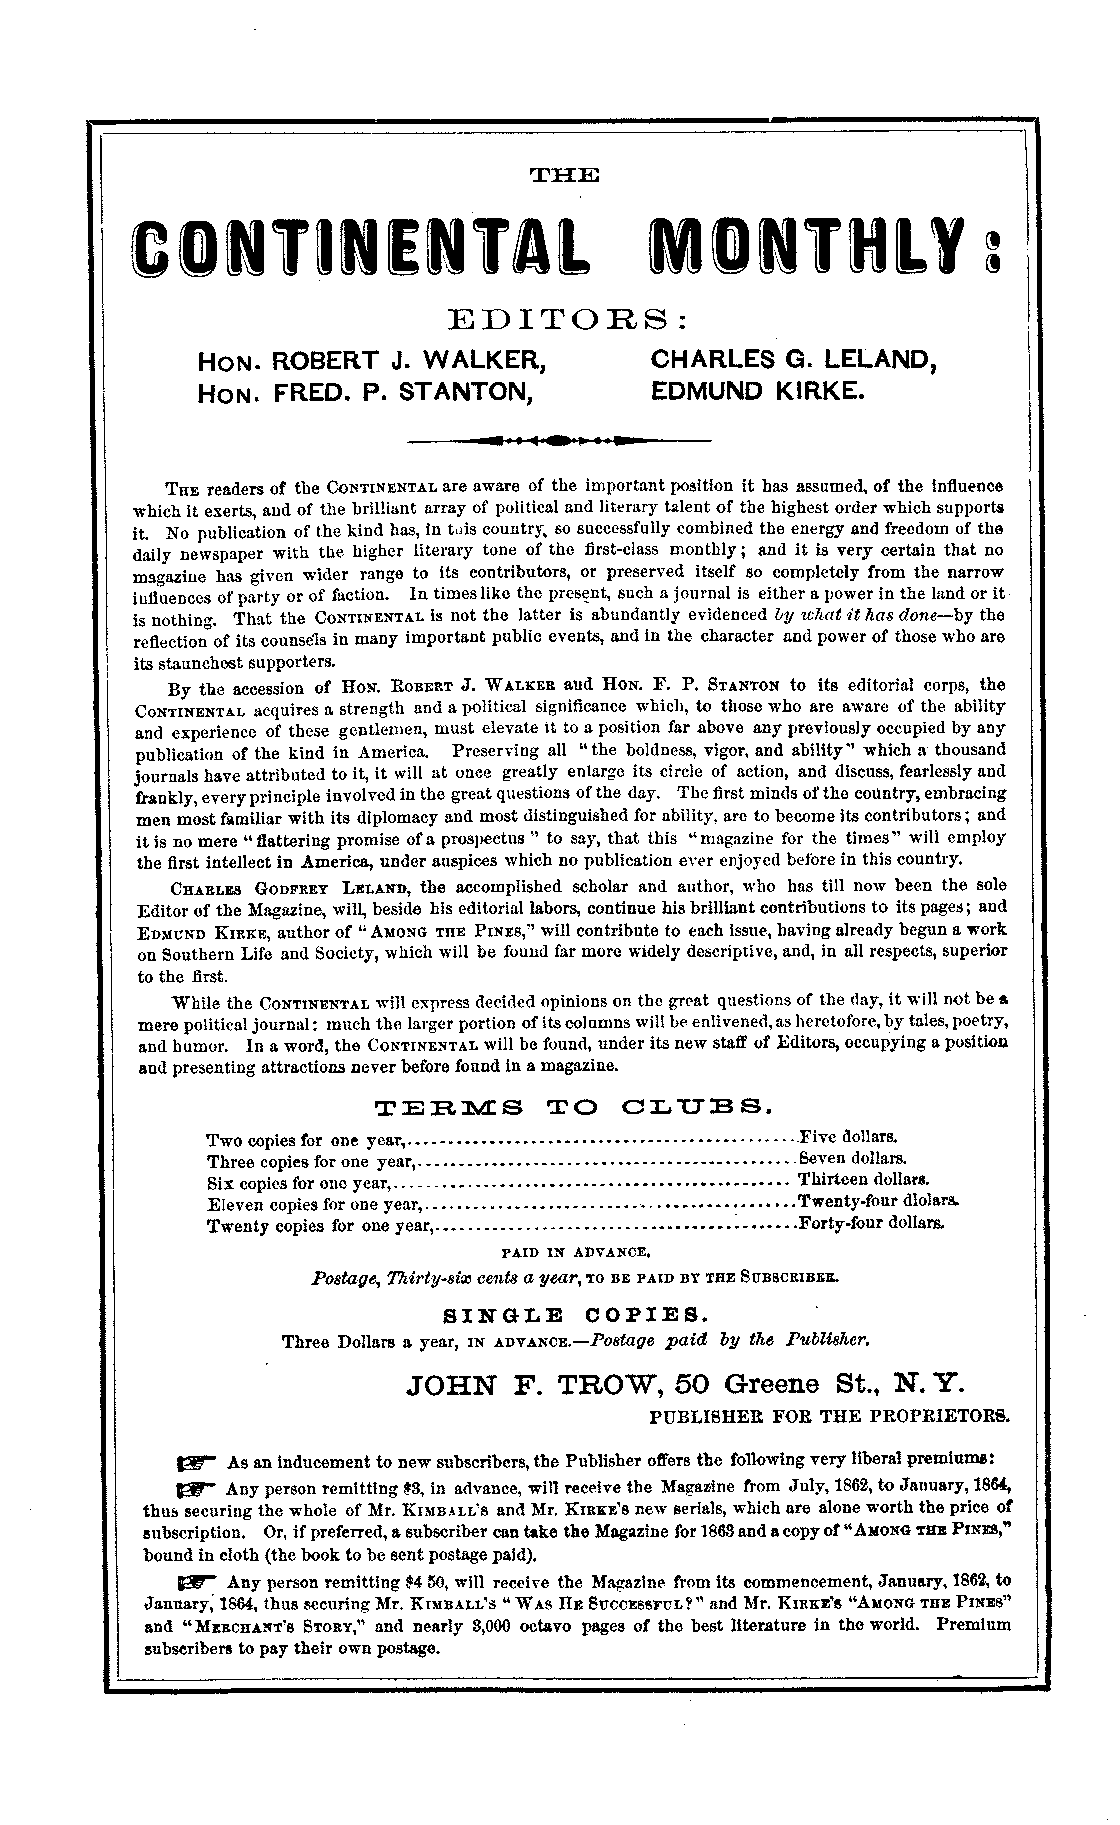 THE
CONTINENTAL MONTHLY:
EDITORS:
HON. ROBERT J. WALKER, CHARLES G. LELAND,
HON. FRED. P. STANTON, EDMUND KIRKE.
THE readers of the CONTINENTAL are aware of the important position it has assumed, of the influence
which it exerts, and of the brilliant array of political and literary talent of the highest order which supports
it. No publication of the kind has, in this country, so successfully combined the energy and freedom of the
daily newspaper with the higher literary tone of the first-class monthly; and it is very certain that no
magazine has given wider range to its contributors, or preserved itself so completely from the narrow
influences of party or of faction. In times like the present, such a journal is either a power in the land or it
is nothing. That the CONTINENTAL is not the latter is abundantly evidenced by what it has done—by the
reflection of its counsels in many important public events, and in the character and power of those who are
its staunchest supporters.
By the accession of HON. ROBERT J. WALKER and HON. F. P. STANTON to its editorial corps, the
CONTINENTAL acquires a strength and a political significance which, to those who are aware of the ability
and experience of these gentlemen, must elevate it to a position far above any previously occupied by any
publication of the kind in America. Preserving all "the boldness, vigor, and ability" which a thousand
journals have attributed to it, it will at once greatly enlarge its circle of action, and discuss, fearlessly and
frankly, every principle involved in the great questions of the day. The first minds of the country, embracing
men most familiar with its diplomacy and most distinguished for ability, are to become its contributors; and
it is no mere "flattering promise of a prospectus" to say, that this "magazine for the times" will employ
the first intellect in America, under auspices which no publication ever enjoyed before in this country.
CHARLES GODFREY LELAND, the accomplished scholar and author, who has till now been the sole
Editor of the Magazine, will, beside his editorial labors, continue his brilliant contributions to its pages; and
EDMUND KIRKE, author of "AMONG THE PINES," will contribute to each issue, having already begun a work
on Southern Life and Society, which will be found far more widely descriptive, and, in all respects, superior
to the first.
While the CONTINENTAL will express decided opinions on the great questions of the day, it will not be a
mere political journal: much the larger portion of its columns will be enlivened, as heretofore, by tales, poetry,
and humor. In a word, the CONTINENTAL will be found, under its new staff of Editors, occupying a position
and presenting attractions never before found in a magazine.
TERMS TO CLUBS.
Two copies for one year,..............................................Five dollars.
Three copies for one year,............................................Seven dollars.
Six copies for one year,..............................................Thirteen dollars.
Eleven copies for one year,...........................................Twenty-four dlolars.
Twenty copies for one year,...........................................Forty-four dollars.
PAID IN ADVANCE.
Postage, Thirty-six cents a year, TO BE PAID BY THE SUBSCRIBER.
SINGLE COPIES.
Three Dollars a year, IN ADVANCE.—Postage paid by the Publisher.
JOHN F. TROW, 50 Greene St., N. Y.
PUBLISHER FOR THE PROPRIETORS.
☞ As an inducement to new subscribers, the Publisher offers the following very liberal premiums:
☞ Any person remitting $3, in advance, will receive the Magazine from July, 1862, to January, 1864,
thus securing the whole of Mr. KIMBALL'S and Mr. KIRKE'S new serials, which are alone worth the price of
subscription. Or, if preferred, a subscriber can take the Magazine for 1863 and a copy of "AMONG THE PINES,"
bound in cloth (the book to be sent postage paid).
☞ Any person remitting $4 50, will receive the Magazine from its commencement, January, 1862, to
January, 1864, thus securing Mr. KIMBALL'S "WAS HE SUCCESSFUL?" and Mr. KIRKE'S "AMONG THE PINES"
and "MERCHANT'S STORY," and nearly 3,000 octavo pages of the best literature in the world. Premium
subscribers to pay their own postage.